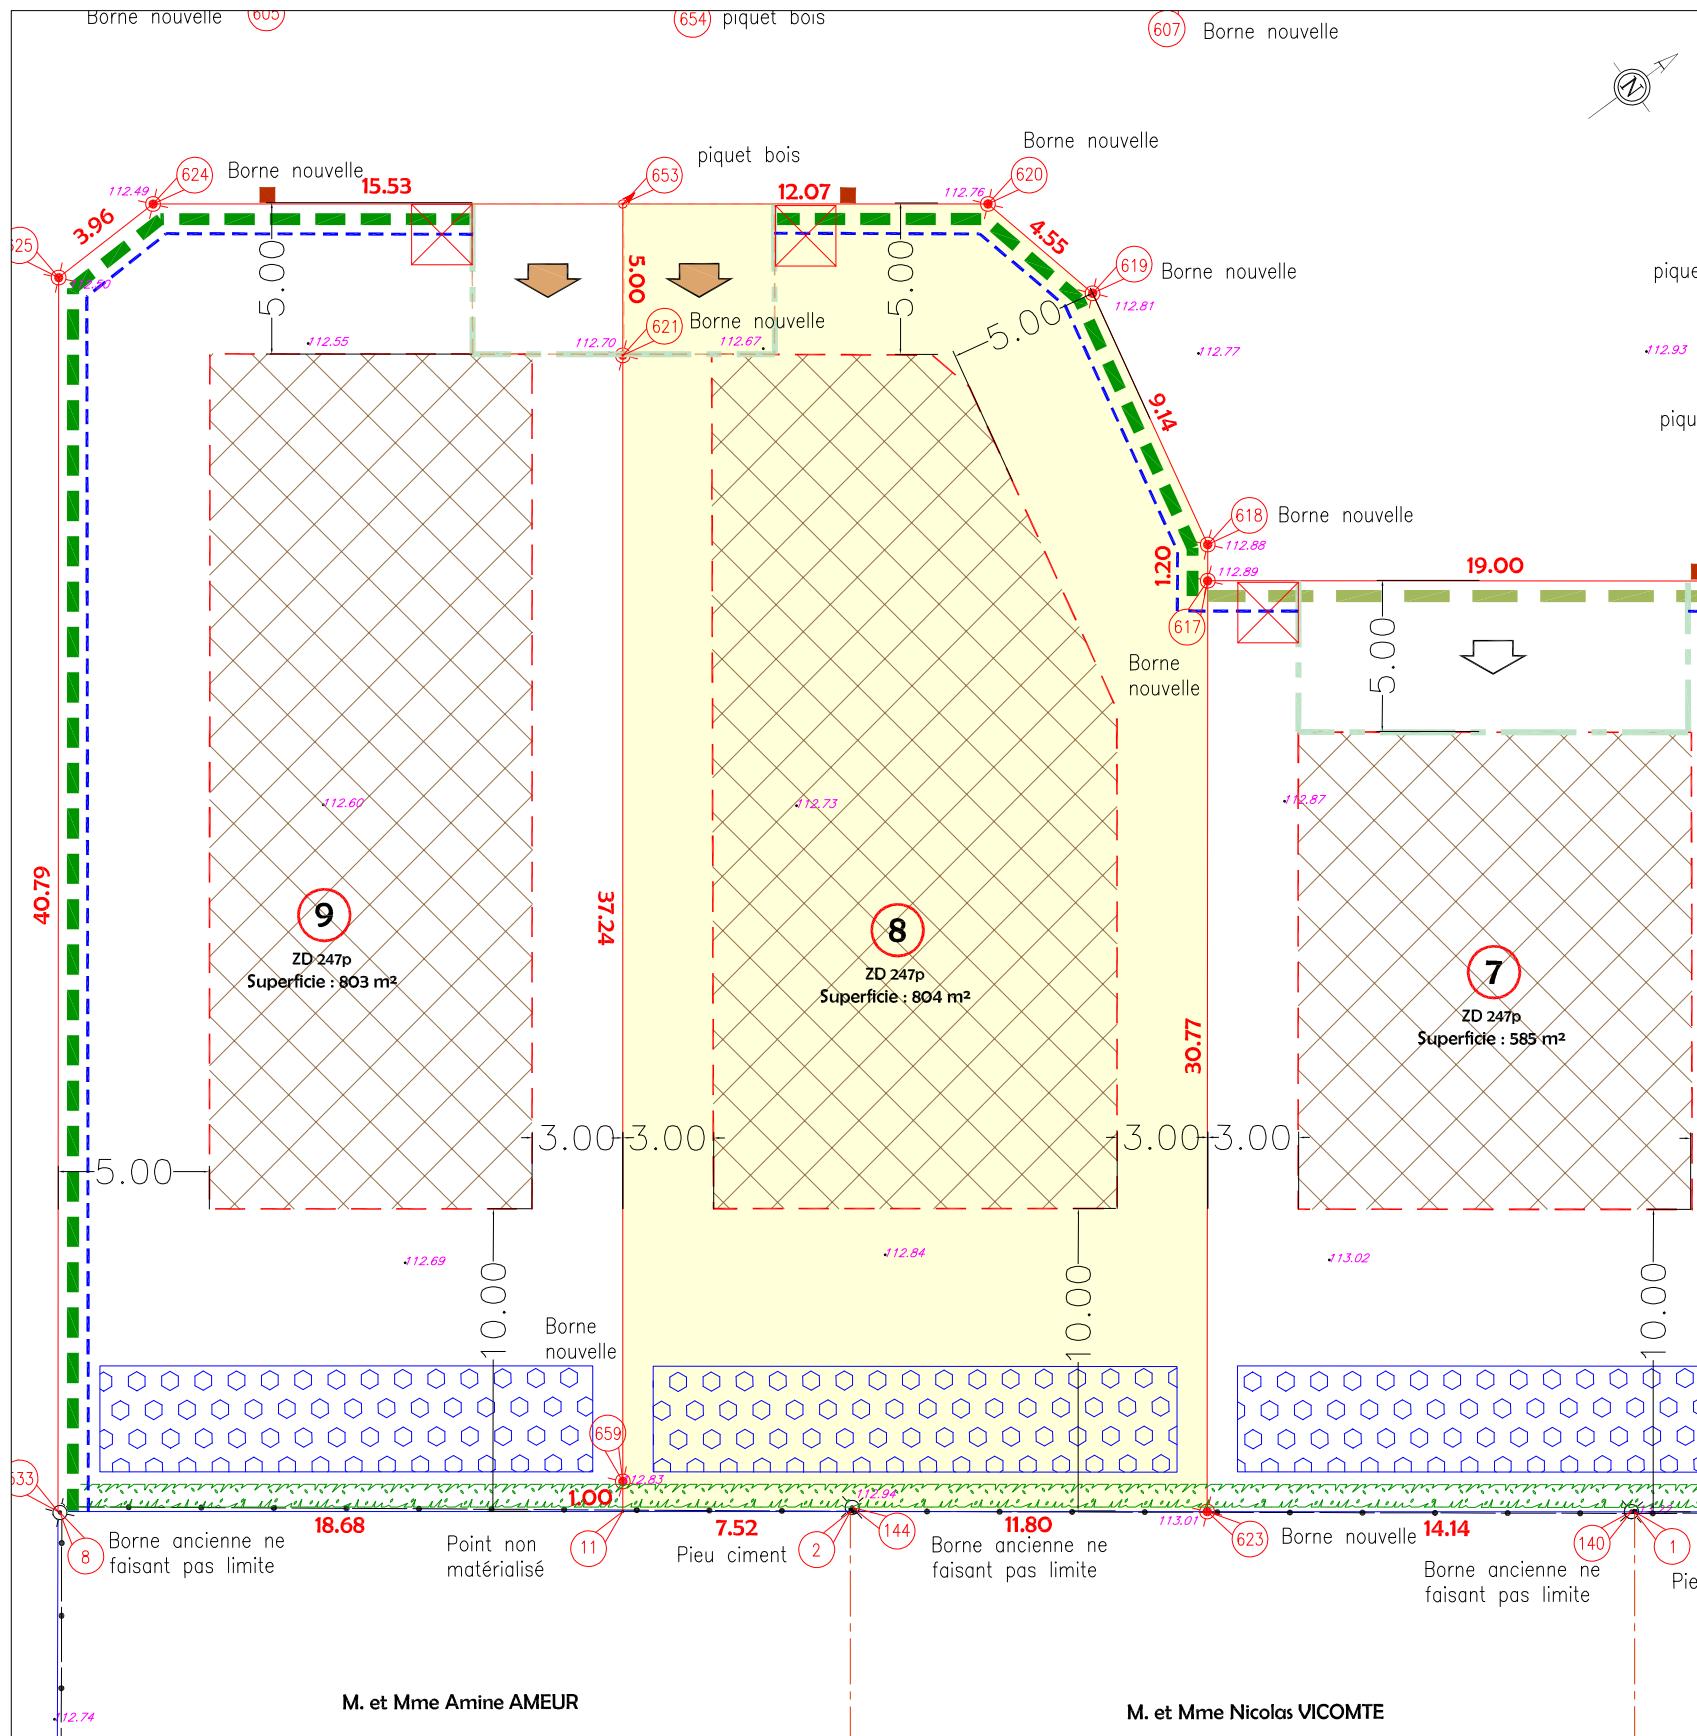 Borne nouvelle
605
654
piquet bois
607
Borne nouvelle
N
piquet bois
Borne nouvelle
Borne nouvelle
624
653
620
112.49
15.53
12.07
112.76
3.96
4.55
625
5.00
5.00
5.00
619
Borne nouvelle
112.50
112.81
5.00
621
Borne nouvelle
112.55
112.70
112.67
112.77
112.93
9.14
618
Borne nouvelle
112.88
1.20
112.89
19.00
617
5.00
Borne
nouvelle
112.60
112.73
112.87
40.79
37.24
30.77
9
ZD 247p
Superficie : 803 m²
8
ZD 247p
Superficie : 804 m²
7
ZD 247p
Superficie : 585 m²
3.00
3.00
3.00
3.00
5.00
112.69
112.84
113.02
10.00
10.00
10.00
Borne
nouvelle
659
112.83
1.00
112.94
113.01
18.68
7.52
11.80
14.14
8
Borne ancienne ne
faisant pas limite
Point non
matérialisé
11
Pieu ciment
2
144
Borne ancienne ne
faisant pas limite
623
Borne nouvelle
140
1
Borne ancienne ne
faisant pas limite
M. et Mme Amine AMEUR
M. et Mme Nicolas VICOMTE
112.74